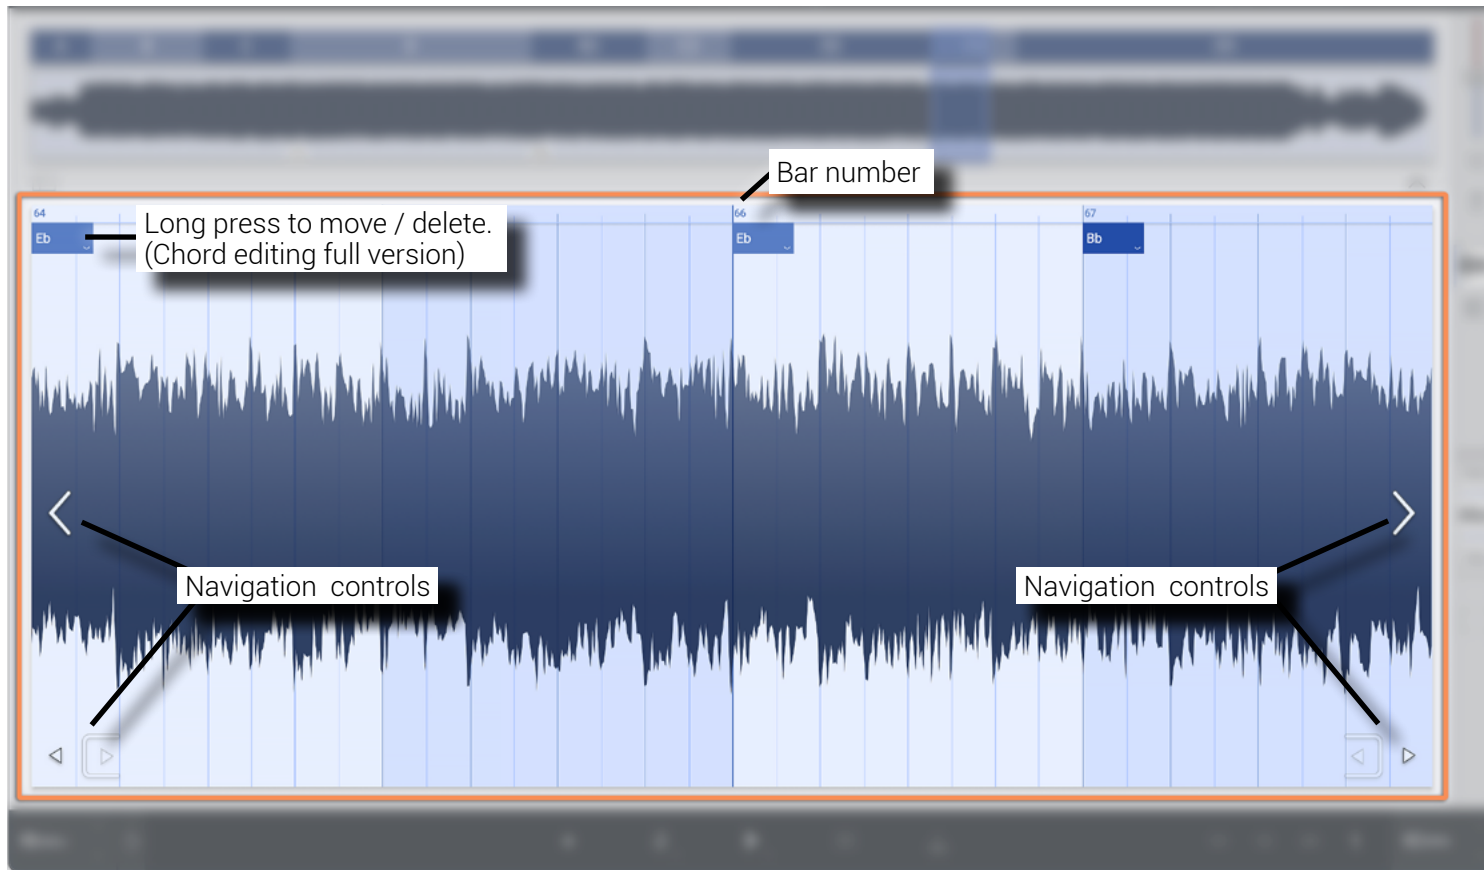 Bar number
64
66
67
Eb
Long press to move / delete.
(Chord editing full version)
Eb
Bb
Navigation controls
Navigation controls